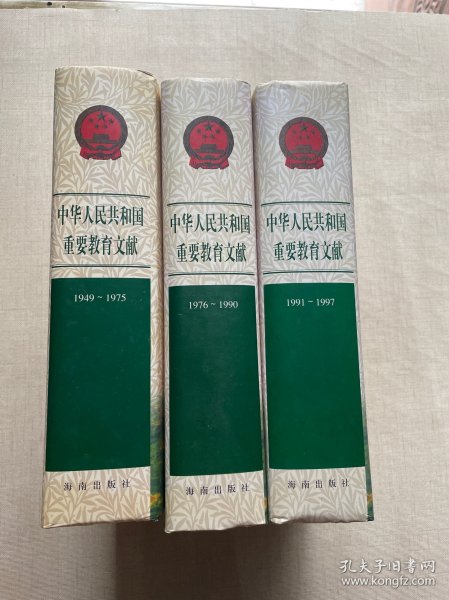 中华人民共和国
重要教育文献
1949~1975
海南出版社
中华人民共和国
重要教育文献
1976~1990
海南出版社
中华人民共和国
重要教育文献
1991~1997
海南出版社
孔夫子旧书网
www.kongfz.com